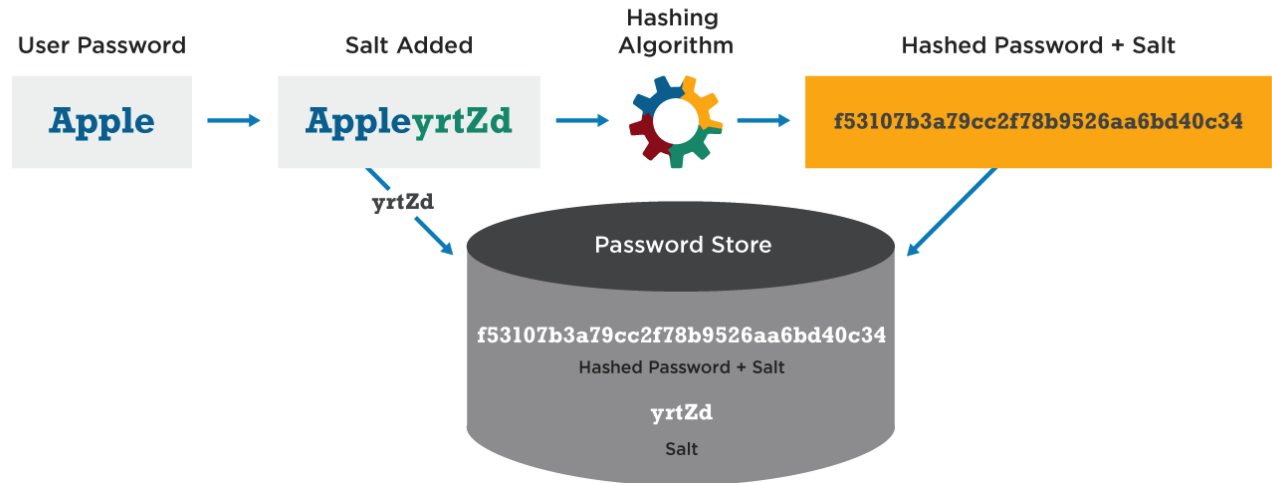 User Password
Salt Added
Hashing
Algorithm
Hashed Password + Salt
Apple
AppleyrtZd
f53107b3a79cc2f78b9526aa6bd40c34
yrtZd
Password Store
f53107b3a79cc2f78b9526aa6bd40c34
Hashed Password + Salt
yrtZd
Salt